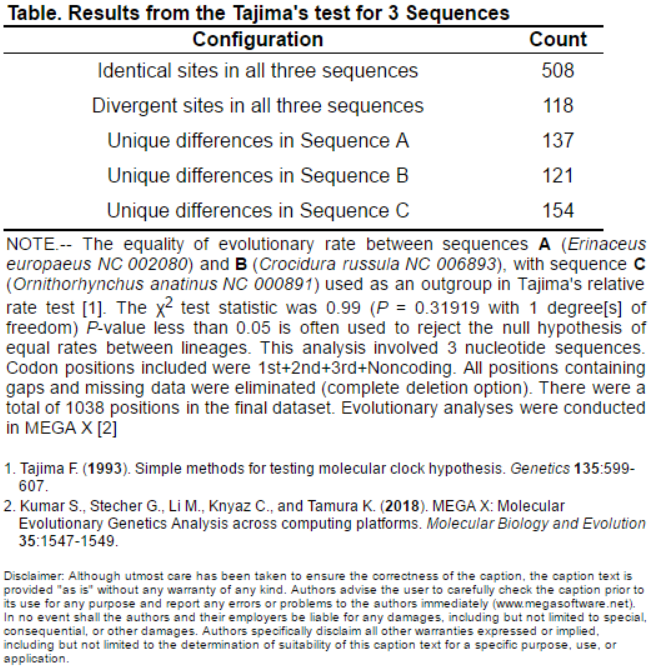 Table. Results from the Tajima's test for 3 Sequences
Configuration Count
Identical sites in all three sequences 508
Divergent sites in all three sequences 118
Unique differences in Sequence A 137
Unique differences in Sequence B 121
Unique differences in Sequence C 154
NOTE.-- The equality of evolutionary rate between sequences A (Erinaceus
europaeus NC 002080) and B (Crocidura russula NC 006893), with sequence C
(Ornithorhynchus anatinus NC 000891) used as an outgroup in Tajima's relative
rate test [1]. The χ2 test statistic was 0.99 (P = 0.31919 with 1 degree[s] of
freedom) P-value less than 0.05 is often used to reject the null hypothesis of
equal rates between lineages. This analysis involved 3 nucleotide sequences.
Codon positions included were 1st+2nd+3rd+Noncoding. All positions containing
gaps and missing data were eliminated (complete deletion option). There were a
total of 1038 positions in the final dataset. Evolutionary analyses were conducted
in MEGA X [2]
1. Tajima F. (1993). Simple methods for testing molecular clock hypothesis. Genetics 135:599-
607.
2. Kumar S., Stecher G., Li M., Knyaz C., and Tamura K. (2018). MEGA X: Molecular
Evolutionary Genetics Analysis across computing platforms. Molecular Biology and Evolution
35:1547-1549.
Disclaimer: Although utmost care has been taken to ensure the correctness of the caption, the caption text is
provided "as is" without any warranty of any kind. Authors advise the user to carefully check the caption prior to
its use for any purpose and report any errors or problems to the authors immediately (www.megasoftware.net).
In no event shall the authors and their employers be liable for any damages, including but not limited to special,
consequential, or other damages. Authors specifically disclaim all other warranties expressed or implied,
including but not limited to the determination of suitability of this caption text for a specific purpose, use, or
application.